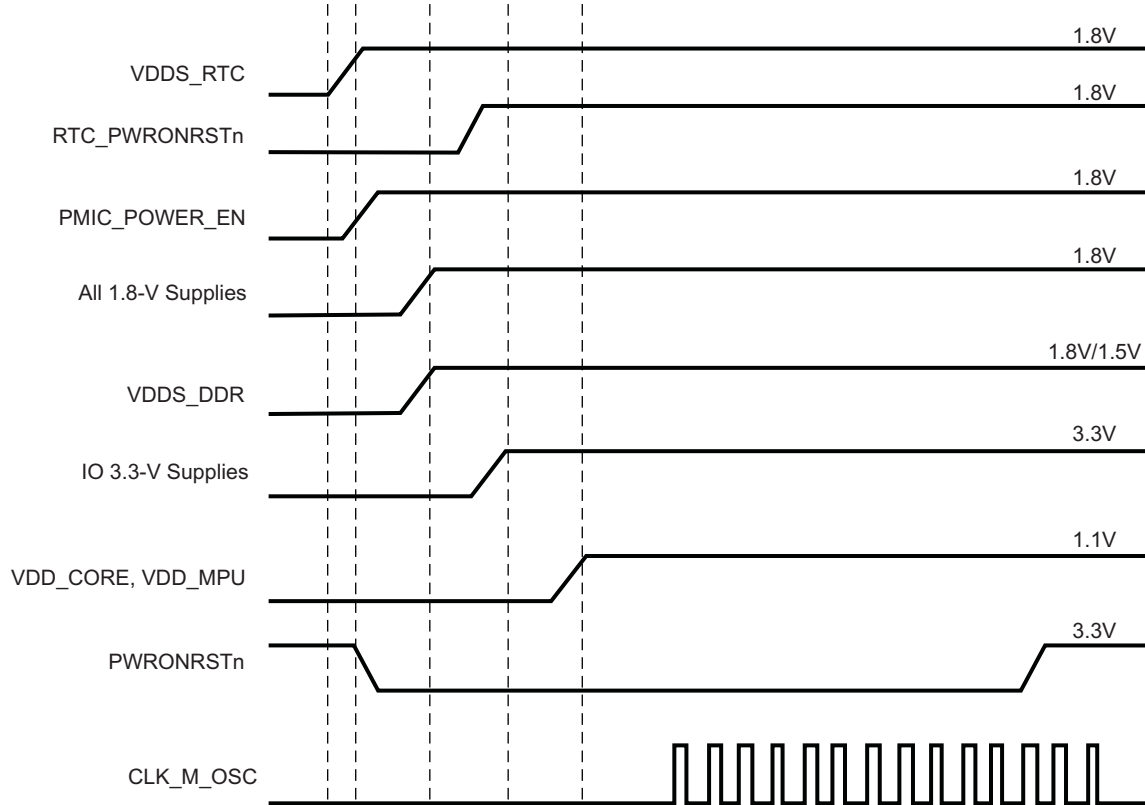 1.8V
VDDS_RTC
1.8V
RTC_PWRONRSTn
1.8V
PMIC_POWER_EN
1.8V
All 1.8-V Supplies
1.8V/1.5V
VDDS_DDR
3.3V
IO 3.3-V Supplies
1.1V
VDD_CORE, VDD_MPU
3.3V
PWRONRSTn
CLK_M_OSC